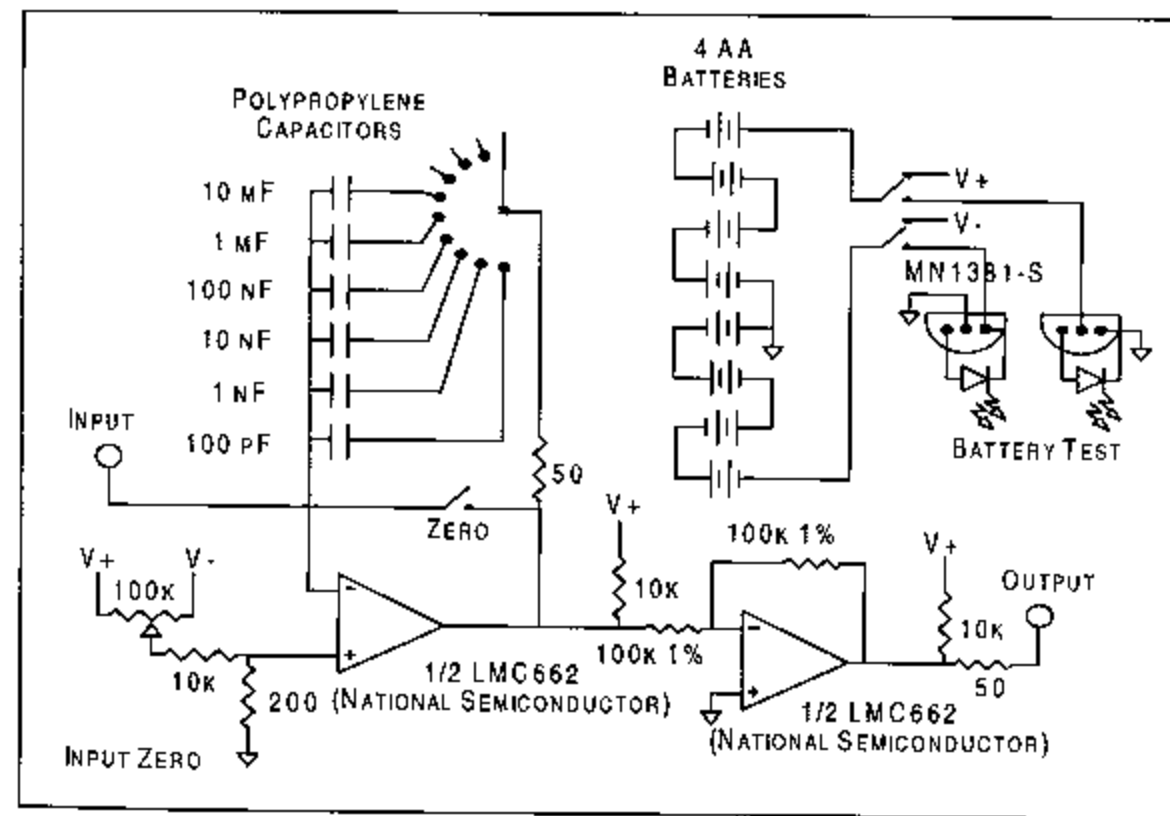 4 AA
BATTERIES
POLYPROPYLENE
CAPACITORS
10 MF
1 MF
100 NF
10 NF
1 NF
100 PF
V+
V-
MN1381-S
BATTERY TEST
INPUT
50
ZERO
V+
10K
100K 1%
V+
OUTPUT
V+
V-
100K
-
+
10K
200
INPUT ZERO
1/2 LMC662
(NATIONAL SEMICONDUCTOR)
100K 1%
-
+
10K
50
1/2 LMC662
(NATIONAL SEMICONDUCTOR)